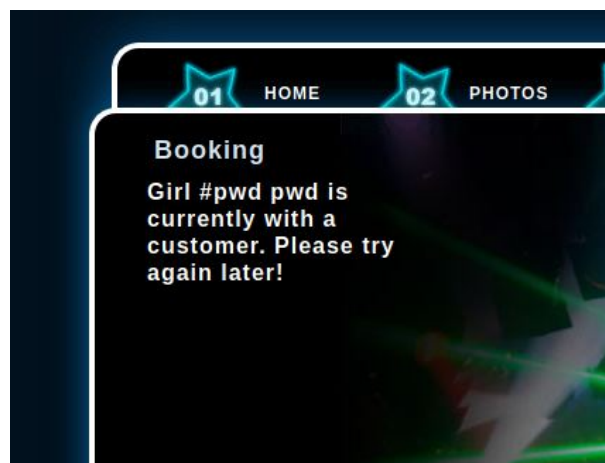 01 HOME 02 PHOTOS
Booking
Girl #pwd pwd is
currently with a
customer. Please try
again later!